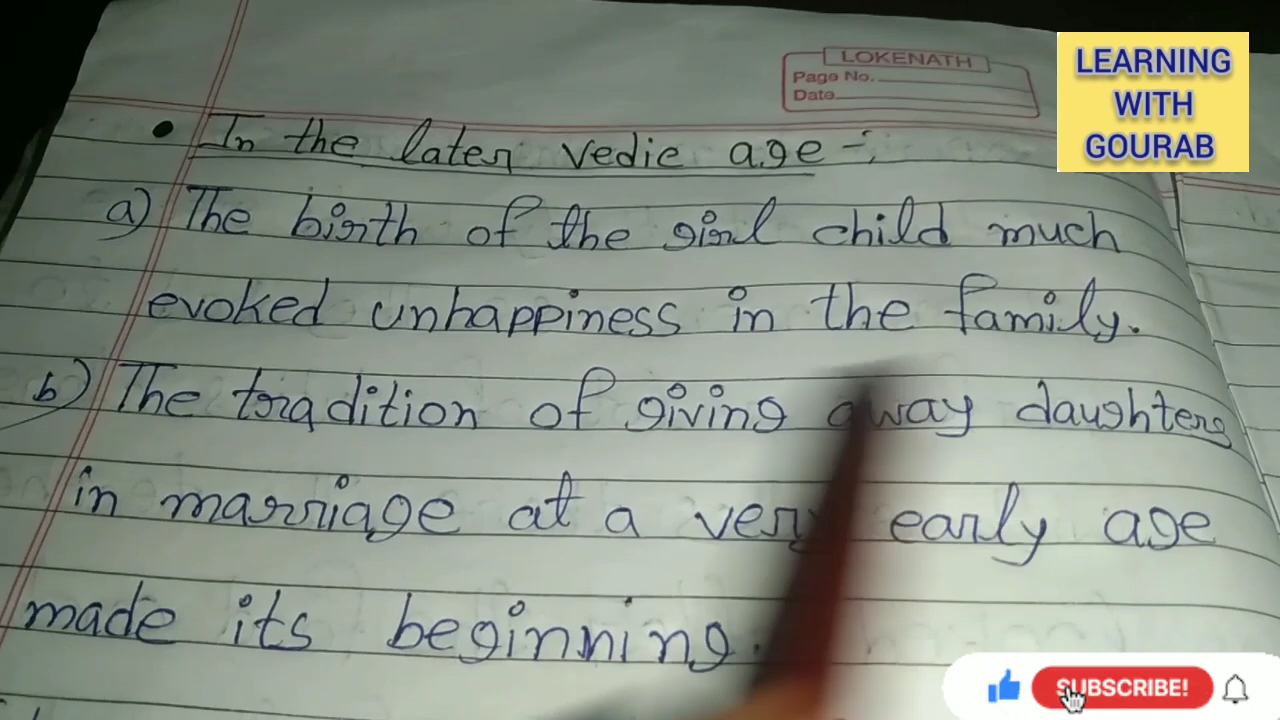 LOKENATH
Page No.
Date
LEARNING
WITH
GOURAB
• In the later vedic age -:
a) The birth of the girl child much
evoked unhappiness in the family.
b) The tradition of giving away daughters
in marriage at a very early age
made its beginning.
SUBSCRIBE!